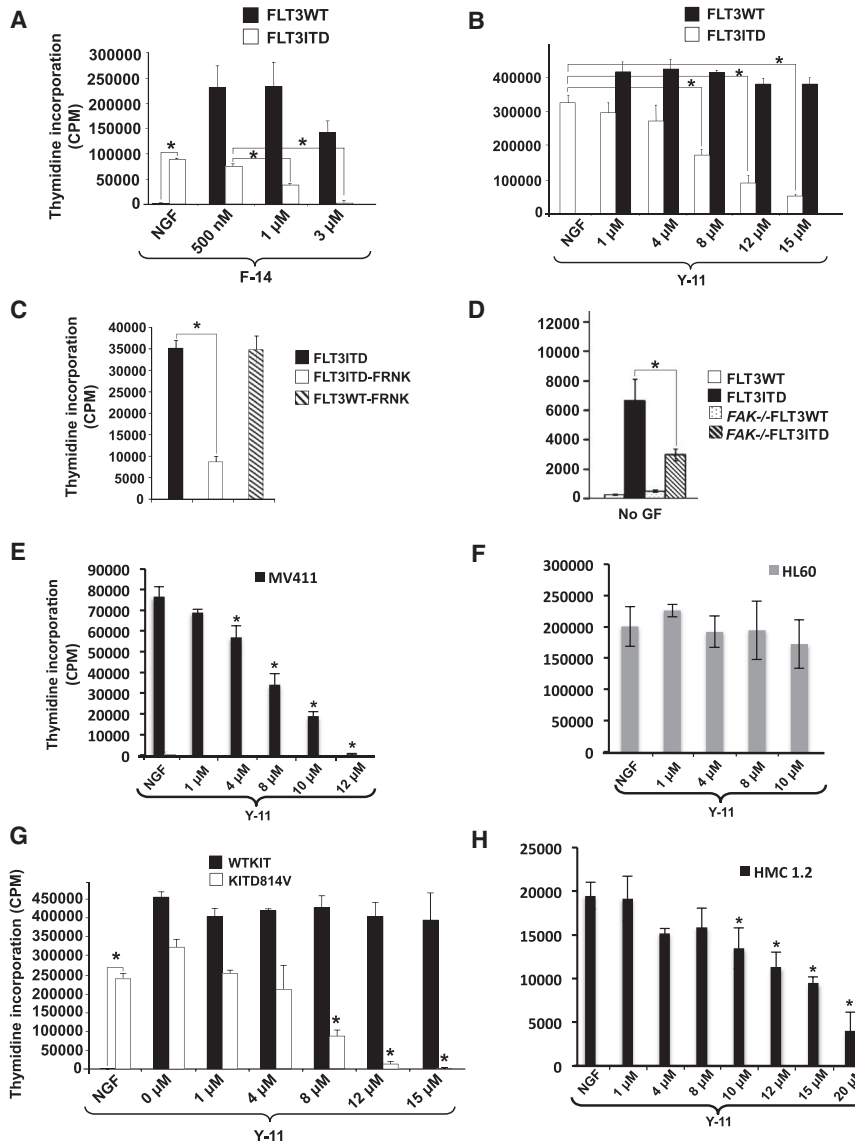 A
FLT3WT
FLT3ITD
Thymidine incorporation
(CPM)
300000
250000
200000
150000
100000
50000
0
*
*
*
NGF
500 nM
1 µM
3 µM
F-14
B
FLT3WT
FLT3ITD
400000
300000
200000
100000
0
*
*
*
NGF
1 µM
4 µM
8 µM
12 µM
15 µM
Y-11
C
Thymidine incorporation
(CPM)
40000
35000
30000
25000
20000
15000
10000
5000
0
*
FLT3ITD
FLT3ITD-FRNK
FLT3WT-FRNK
D
12000
10000
8000
6000
4000
2000
0
*
No GF
FLT3WT
FLT3ITD
FAK-/-FLT3WT
FAK-/-FLT3ITD
E
MV411
Thymidine incorporation
(CPM)
90000
80000
70000
60000
50000
40000
30000
20000
10000
0
*
*
*
*
NGF
1 µM
4 µM
8 µM
10 µM
12 µM
Y-11
F
HL60
300000
250000
200000
150000
100000
50000
0
NGF
1 µM
4 µM
8 µM
10 µM
Y-11
G
WTKIT
KITD814V
Thymidine incorporation (CPM)
450000
400000
350000
300000
250000
200000
150000
100000
50000
0
*
*
*
*
NGF
0 µM
1 µM
4 µM
8 µM
12 µM
15 µM
Y-11
H
HMC 1.2
25000
20000
15000
10000
5000
0
*
*
*
*
NGF
1 µM
4 µM
8 µM
10 µM
12 µM
15 µM
20 µM
Y-11